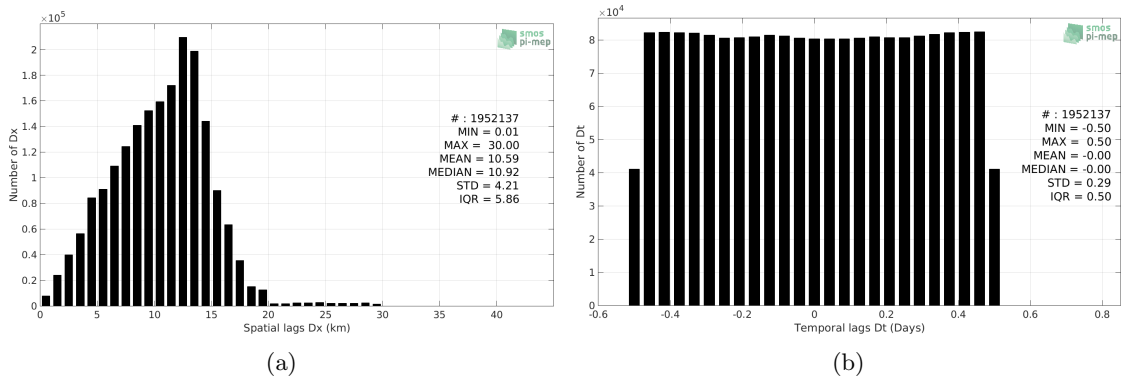 ×10⁵
2
1.8
1.6
1.4
1.2
1
0.8
0.6
0.4
0.2
0
Number of Dx
0 5 10 15 20 25 30 35 40
Spatial lags Dx (km)
smos
pi-mep
# : 1952137
MIN = 0.01
MAX = 30.00
MEAN = 10.59
MEDIAN = 10.92
STD = 4.21
IQR = 5.86
(a)
×10⁴
8
7
6
5
4
3
2
1
0
Number of Dt
-0.6 -0.4 -0.2 0 0.2 0.4 0.6 0.8
Temporal lags Dt (Days)
smos
pi-mep
# : 1952137
MIN = -0.50
MAX = 0.50
MEAN = -0.00
MEDIAN = -0.00
STD = 0.29
IQR = 0.50
(b)